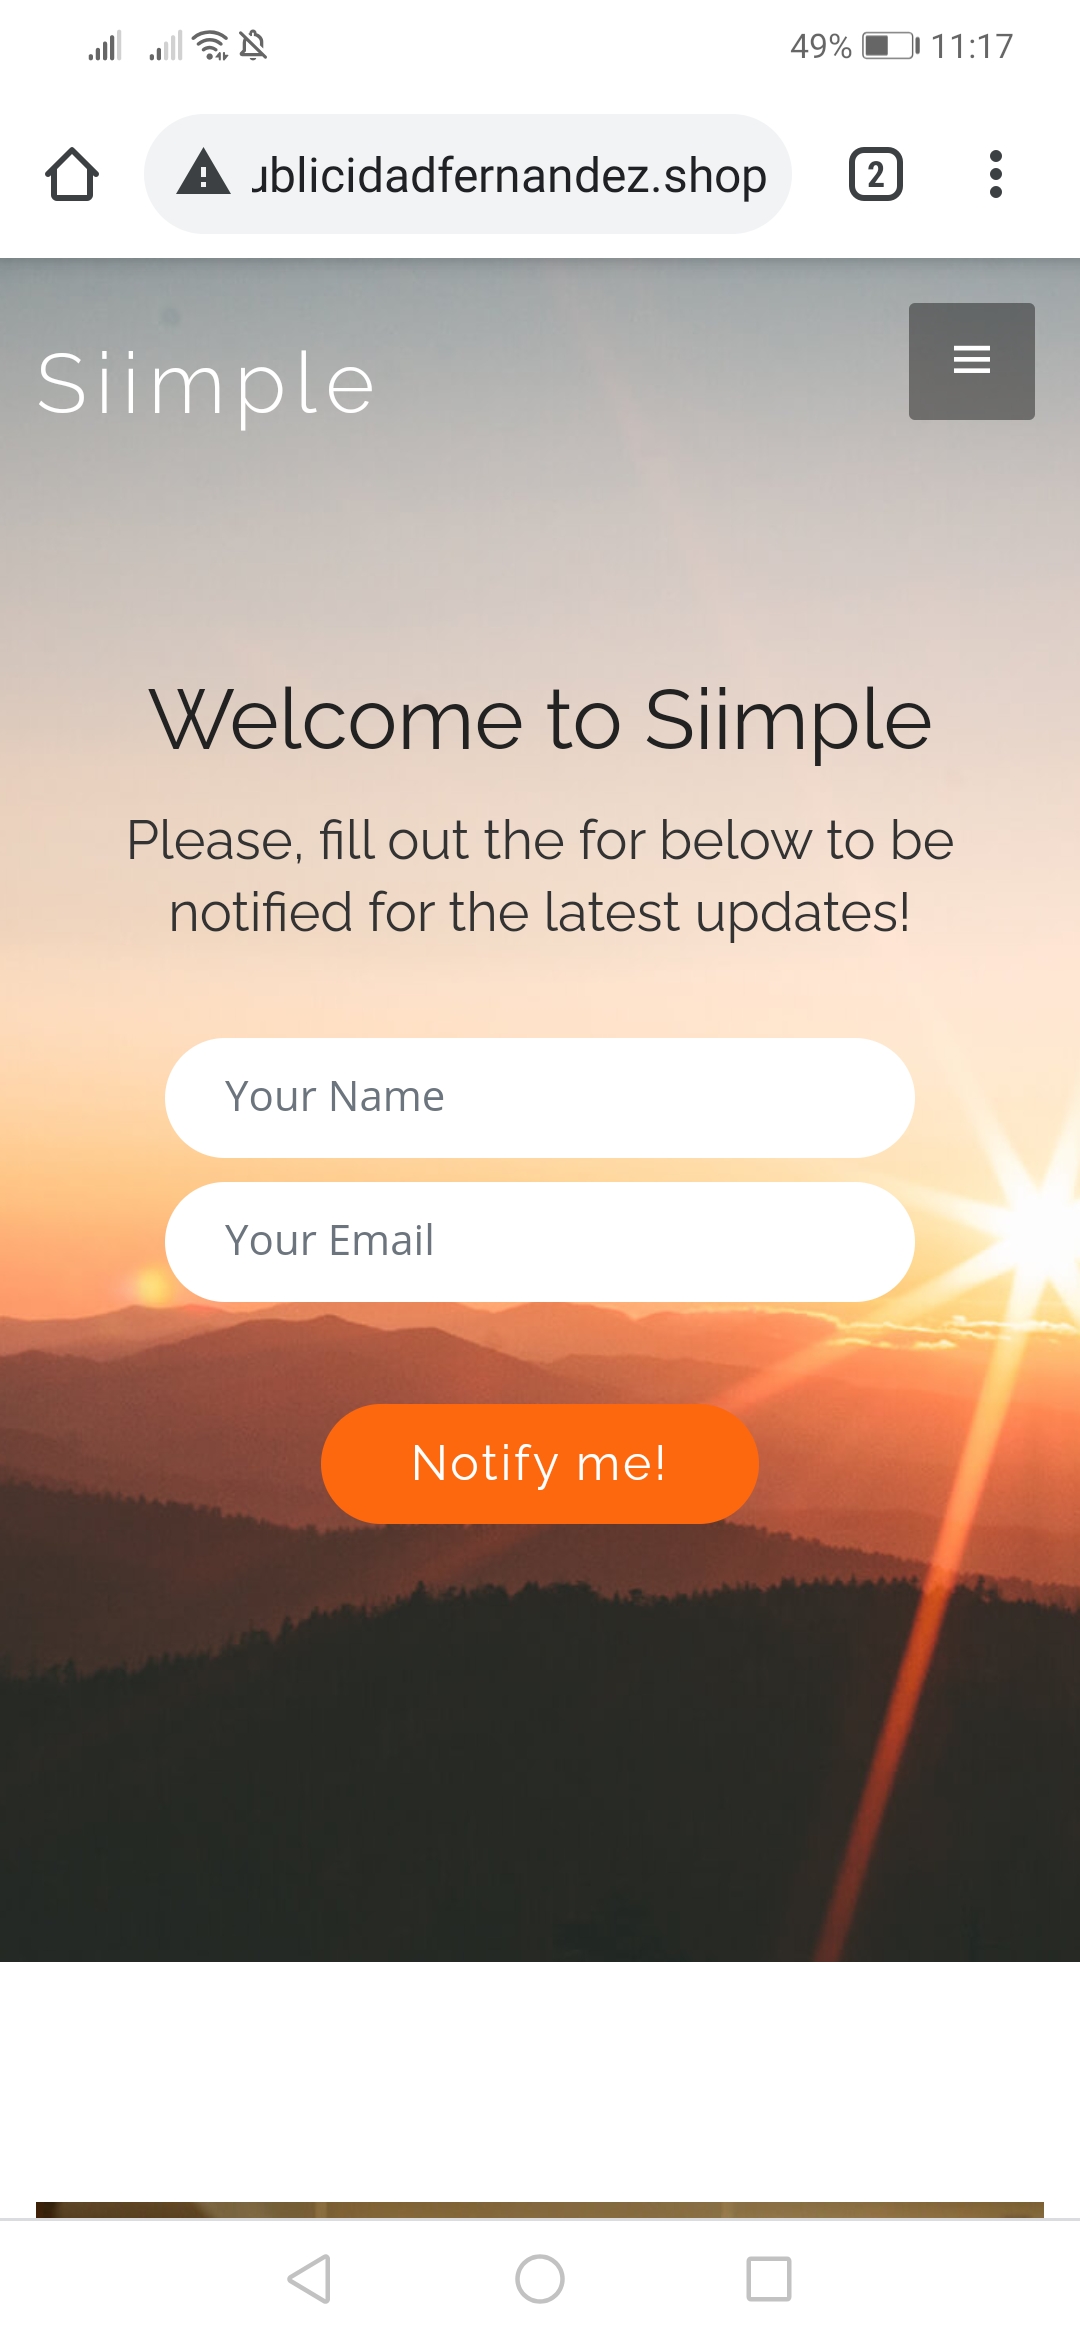 49% 11:17
ublicidadfernandez.shop
2
Siimple
Welcome to Siimple
Please, fill out the for below to be
notified for the latest updates!
Your Name
Your Email
Notify me!